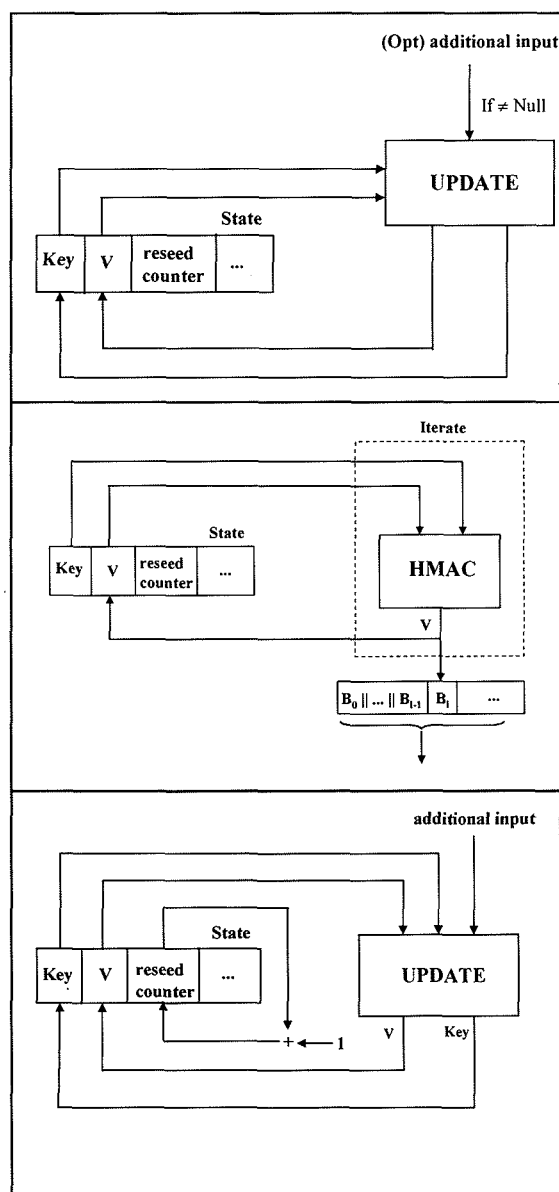 (Opt) additional input
If ≠ Null
UPDATE
State
Key V reseed counter ...
Iterate
State
Key V reseed counter ...
HMAC
V
B0 || ... || Bi-1 Bi ...
additional input
State
Key V reseed counter ...
UPDATE
V Key
+ 1